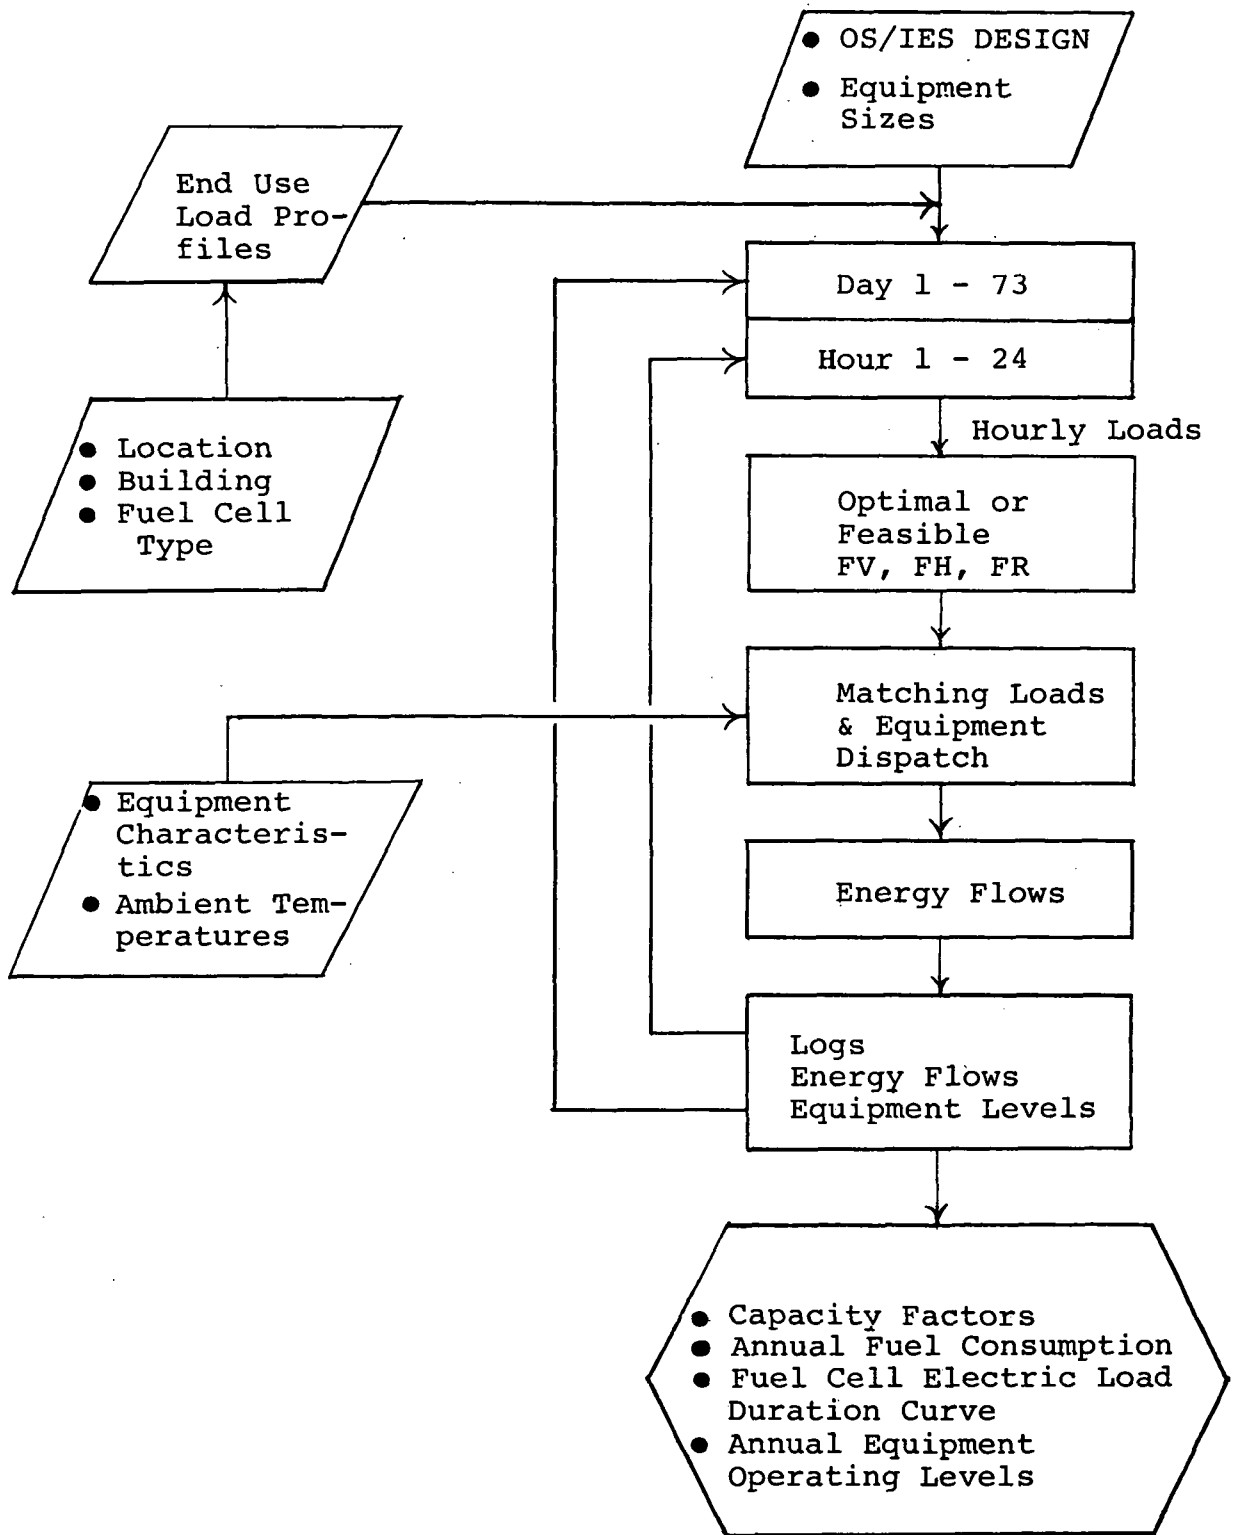 ● OS/IES DESIGN
● Equipment
Sizes
End Use
Load Pro-
files
Day 1 - 73
Hour 1 - 24
Hourly Loads
● Location
● Building
● Fuel Cell
Type
Optimal or
Feasible
FV, FH, FR
Matching Loads
& Equipment
Dispatch
● Equipment
Characteris-
tics
● Ambient Tem-
peratures
Energy Flows
Logs
Energy Flows
Equipment Levels
● Capacity Factors
● Annual Fuel Consumption
● Fuel Cell Electric Load
Duration Curve
● Annual Equipment
Operating Levels